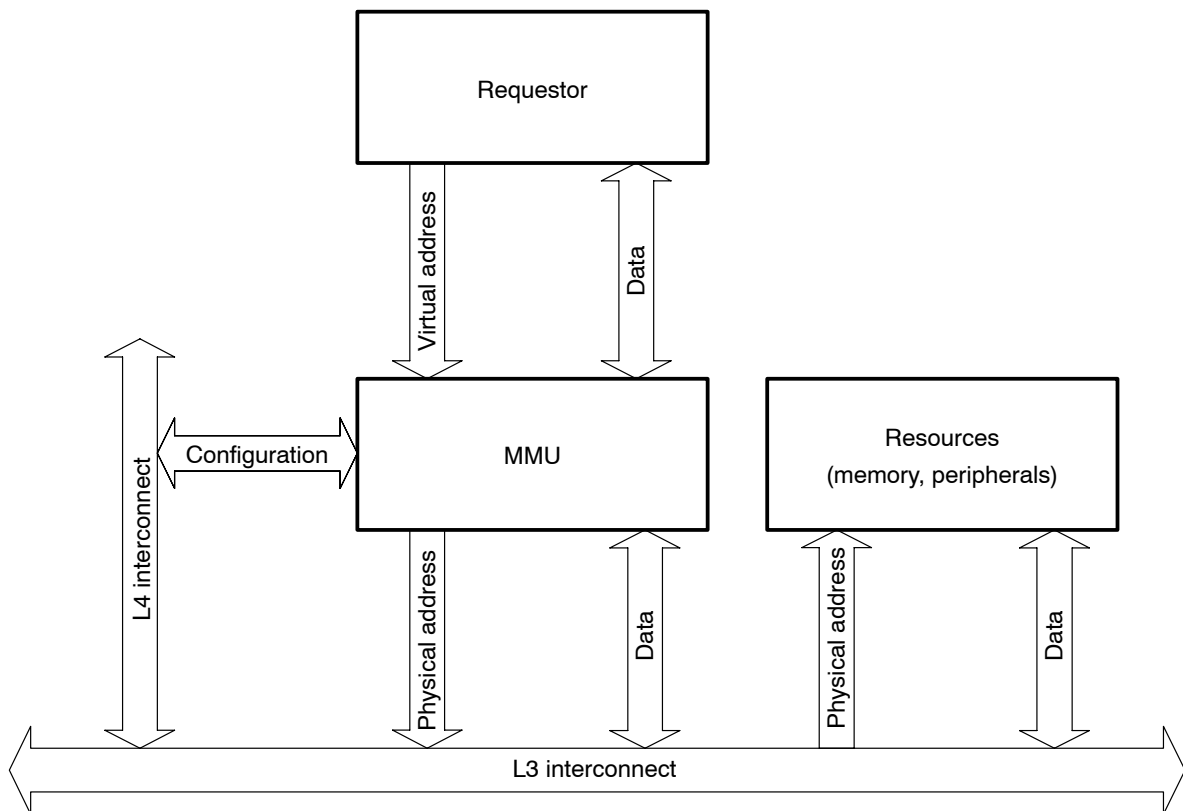 Requestor
Virtual address
Data
L4 interconnect
Configuration
MMU
Resources
(memory, peripherals)
Physical address
Data
Physical address
Data
L3 interconnect